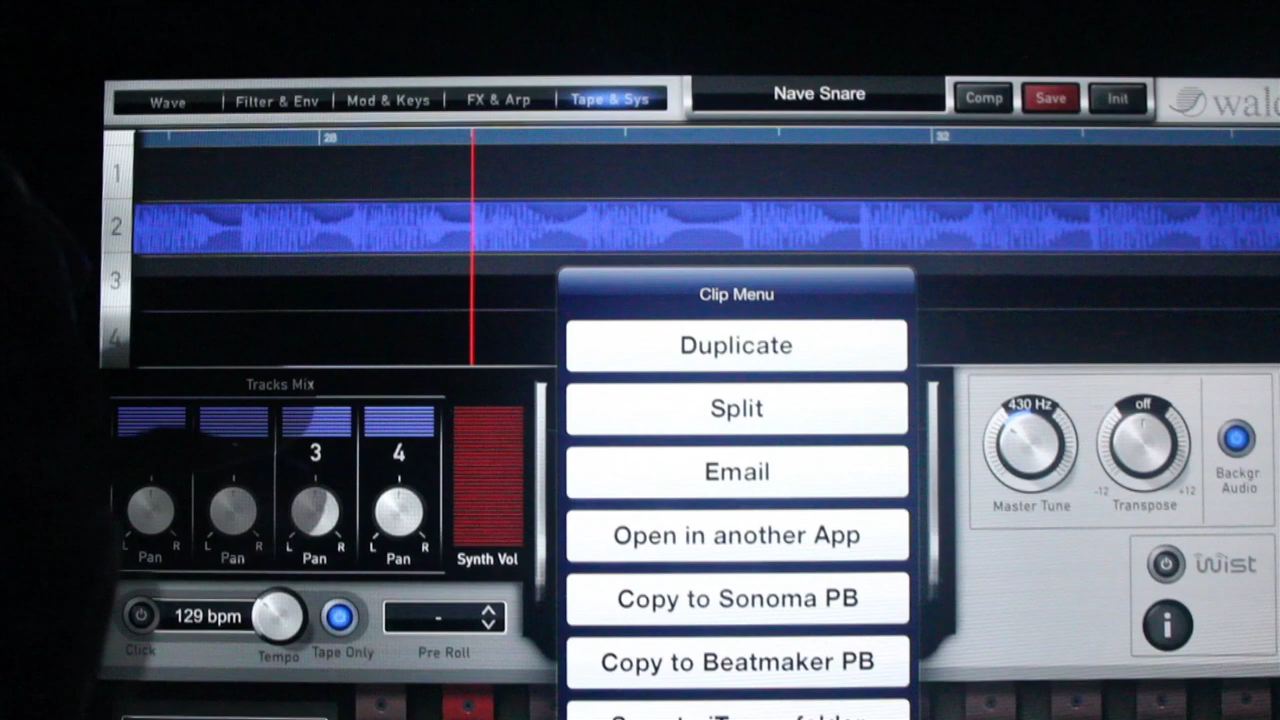 Wave
Filter & Env
Mod & Keys
FX & Arp
Tape & Sys
Nave Snare
Comp
Save
Init
28
32
1
2
3
4
Clip Menu
Duplicate
Split
Email
Open in another App
Copy to Sonoma PB
Copy to Beatmaker PB
Tracks Mix
3
4
L R
L R
L R
L R
Pan
Pan
Pan
Pan
Synth Vol
129 bpm
-
Click
Tempo
Tape Only
Pre Roll
430 Hz
off
Master Tune
-12
+12
Transpose
Backgr
Audio
wist
i